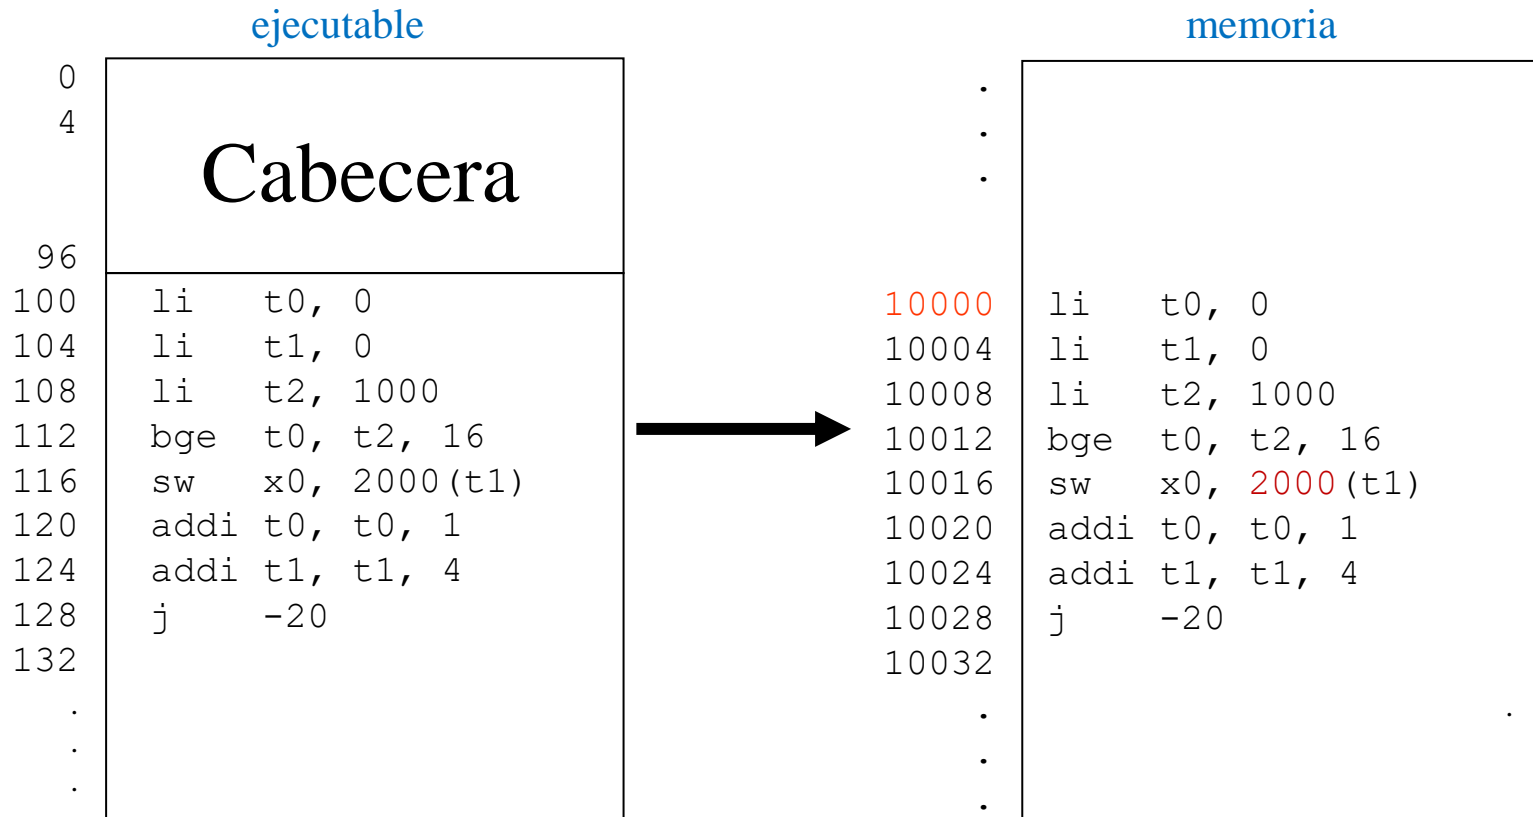 ejecutable
0
4
Cabecera
96
100 li t0, 0
104 li t1, 0
108 li t2, 1000
112 bge t0, t2, 16
116 sw x0, 2000(t1)
120 addi t0, t0, 1
124 addi t1, t1, 4
128 j -20
132
.
.
.
memoria
.
.
.
10000 li t0, 0
10004 li t1, 0
10008 li t2, 1000
10012 bge t0, t2, 16
10016 sw x0, 2000(t1)
10020 addi t0, t0, 1
10024 addi t1, t1, 4
10028 j -20
10032
. .
.
.